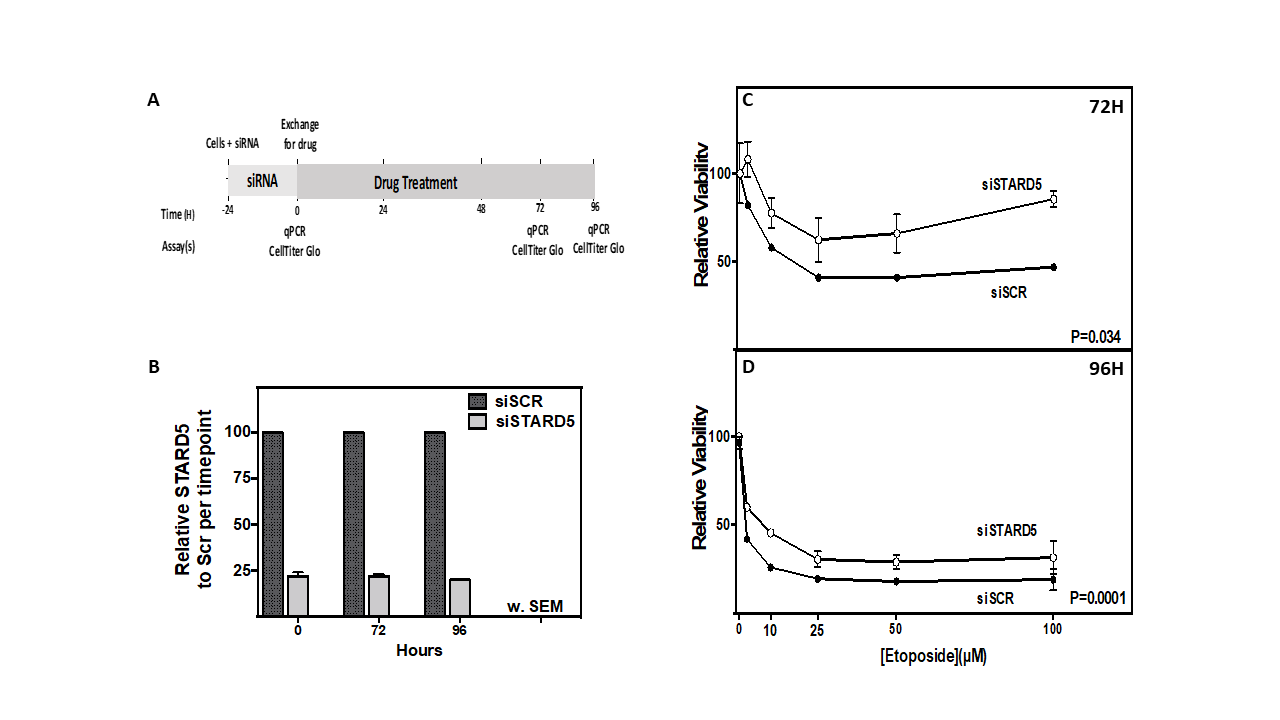 A
Exchange
Cells + siRNA for drug
siRNA Drug Treatment
Time (H) -24 0 24 48 72 96
Assay(s) qPCR qPCR qPCR
CellTiter Glo CellTiter Glo CellTiter Glo
B
siSCR
siSTARD5
Relative STARD5
to Scr per timepoint
100
75
50
25
w. SEM
0 72 96
Hours
C 72H
Relative Viability
100
50
siSTARD5
siSCR
P=0.034
D 96H
Relative Viability
100
50
siSTARD5
siSCR P=0.0001
0 10 25 50 100
[Etoposide](µM)